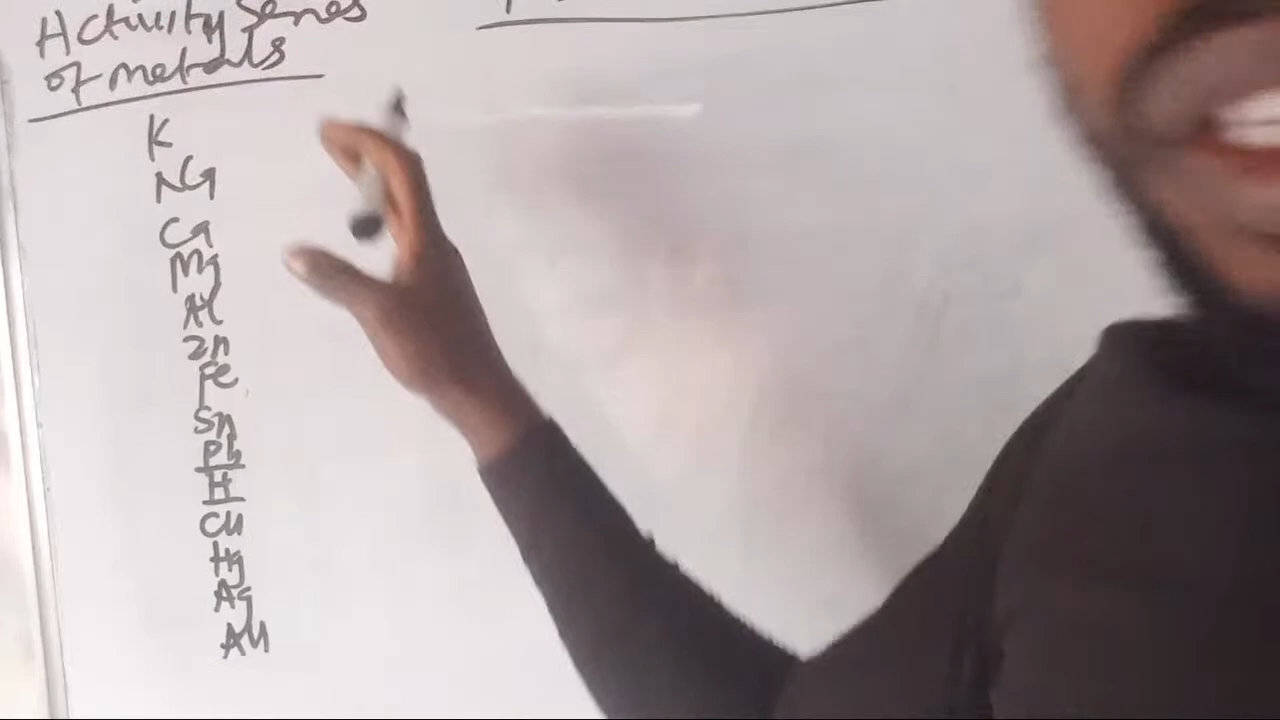 Activity Series
of metals
K
Na
Ca
Mg
Al
Zn
Fe
Sn
Pb
H
Cu
Hg
Ag
Au